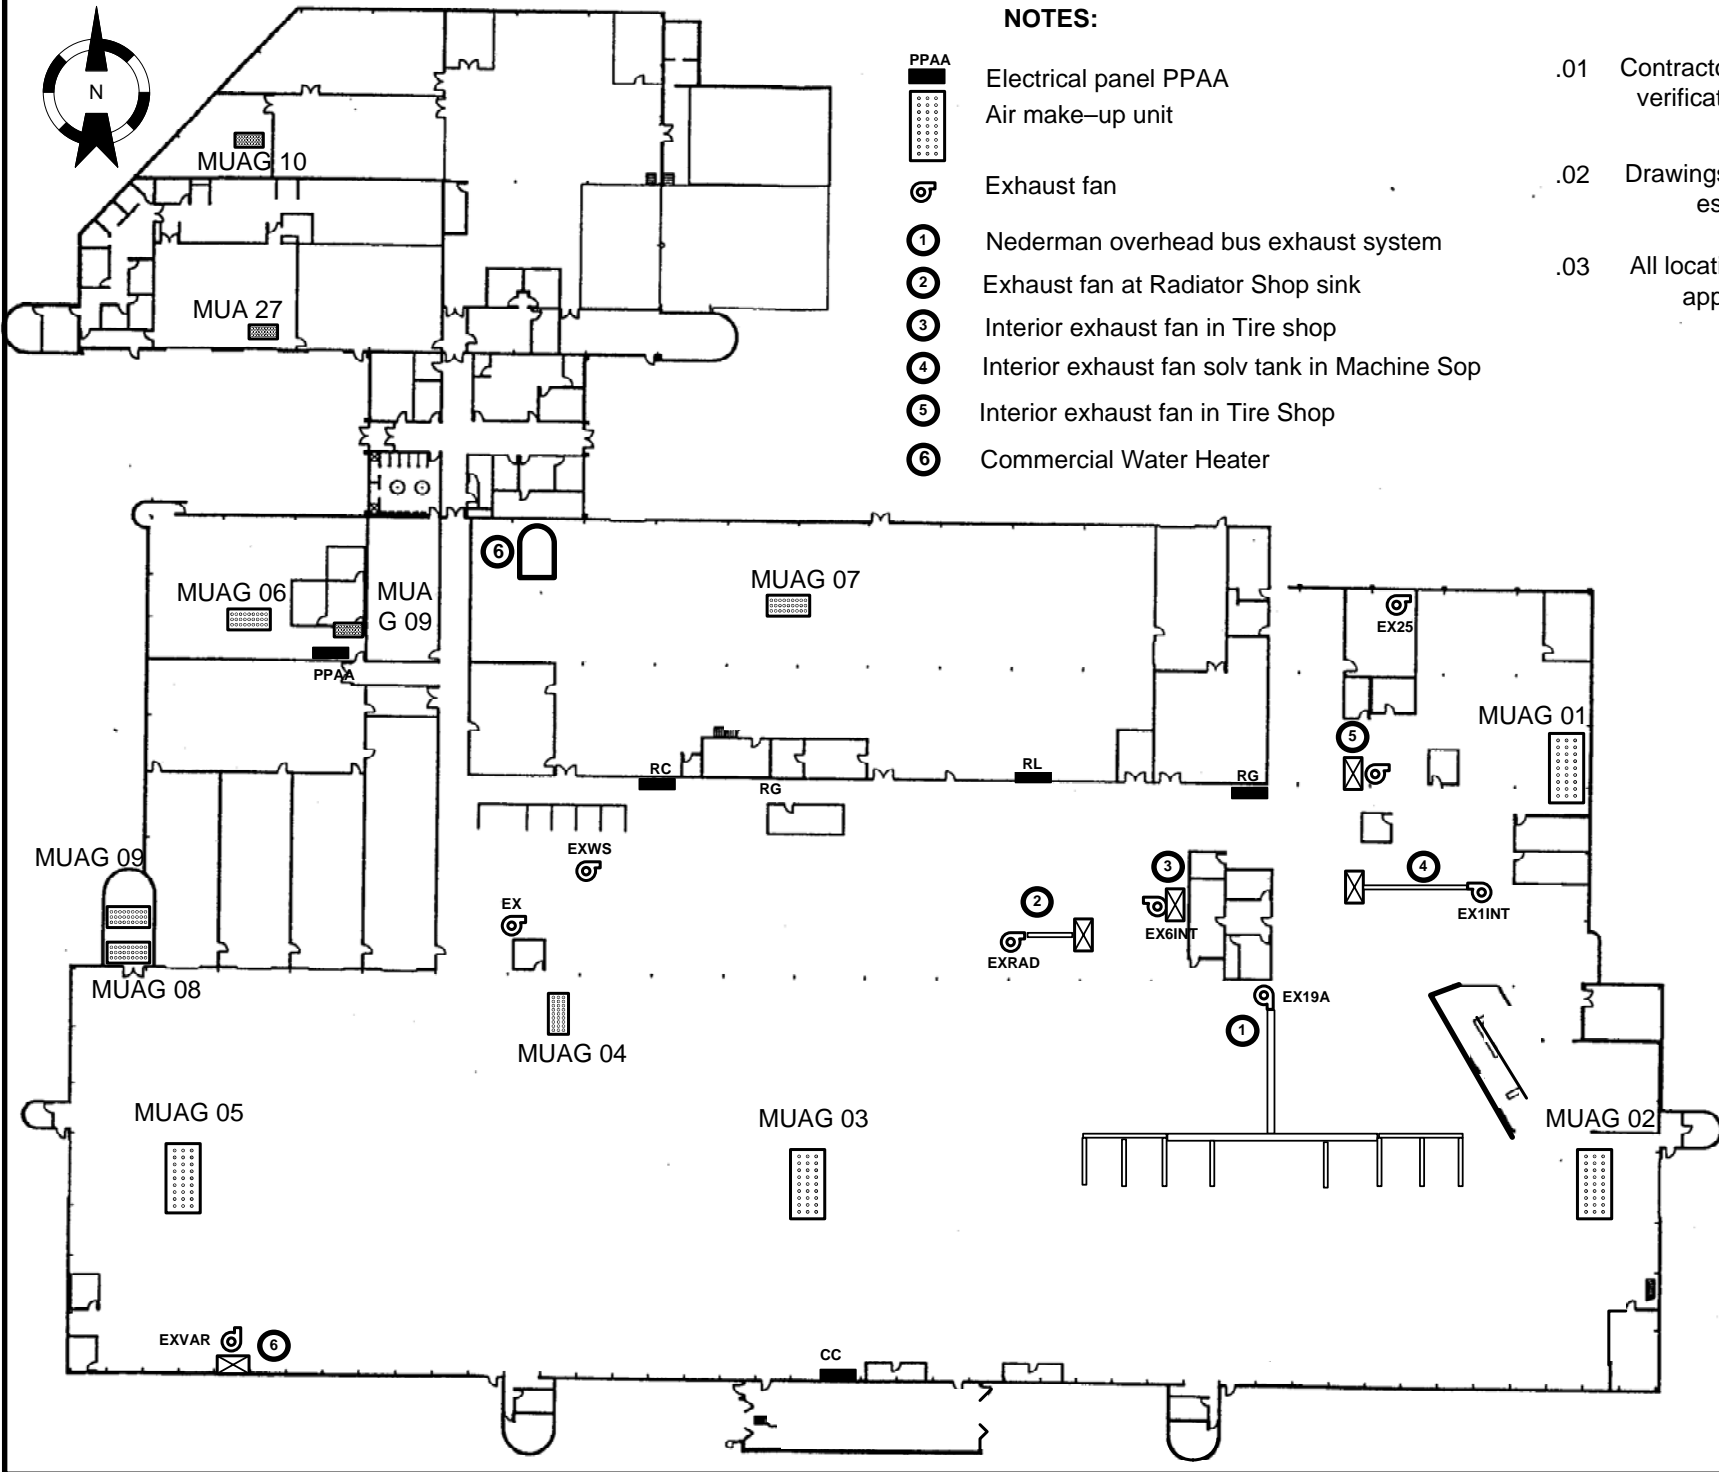 NOTES:
N
PPAA
Electrical panel PPAA
Air make–up unit
Exhaust fan
1 Nederman overhead bus exhaust system
2 Exhaust fan at Radiator Shop sink
3 Interior exhaust fan in Tire shop
4 Interior exhaust fan solv tank in Machine Sop
5 Interior exhaust fan in Tire Shop
6 Commercial Water Heater
.01 Contracto
verificat
.02 Drawings
es
.03 All locati
app
MUAG 10
MUA 27
6
MUAG 06
MUA
G 09
MUAG 07
EX25
PPAA
MUAG 01
5
RC
RG
RL
RG
EXWS
MUAG 09
3
4
EX
2
EX6INT
EX1INT
EXRAD
MUAG 08
EX19A
1
MUAG 04
MUAG 05
MUAG 03
MUAG 02
EXVAR
6
CC